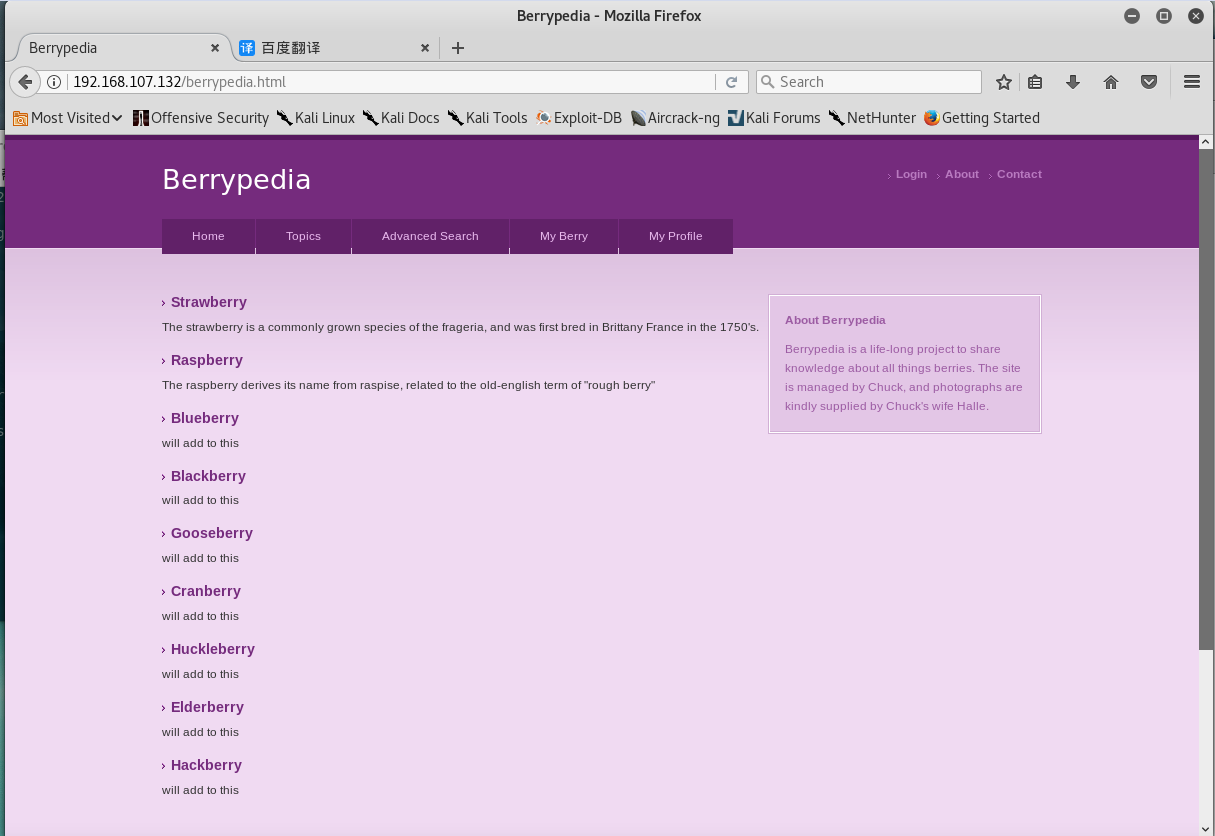 Berrypedia - Mozilla Firefox
Berrypedia
百度翻译
192.168.107.132/berrypedia.html
Search
Most Visited
Offensive Security
Kali Linux
Kali Docs
Kali Tools
Exploit-DB
Aircrack-ng
Kali Forums
NetHunter
Getting Started
Berrypedia
Login
About
Contact
Home
Topics
Advanced Search
My Berry
My Profile
Strawberry
The strawberry is a commonly grown species of the frageria, and was first bred in Brittany France in the 1750's.
Raspberry
The raspberry derives its name from raspise, related to the old-english term of "rough berry"
Blueberry
will add to this
Blackberry
will add to this
Gooseberry
will add to this
Cranberry
will add to this
Huckleberry
will add to this
Elderberry
will add to this
Hackberry
will add to this
About Berrypedia
Berrypedia is a life-long project to share
knowledge about all things berries. The site
is managed by Chuck, and photographs are
kindly supplied by Chuck's wife Halle.